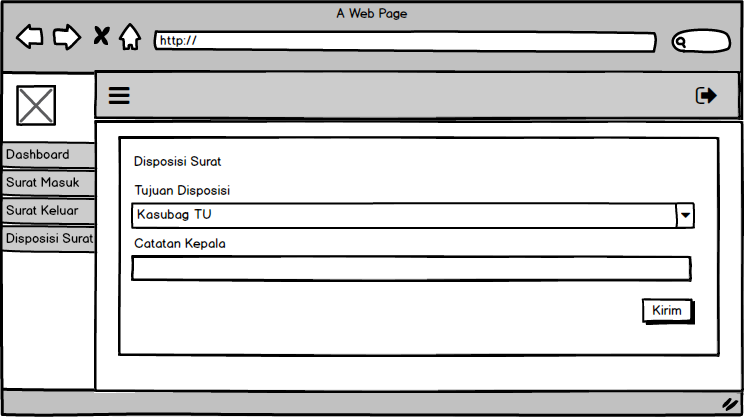 A Web Page
http://
Dashboard
Surat Masuk
Surat Keluar
Disposisi Surat
Disposisi Surat
Tujuan Disposisi
Kasubag TU
Catatan Kepala
Kirim